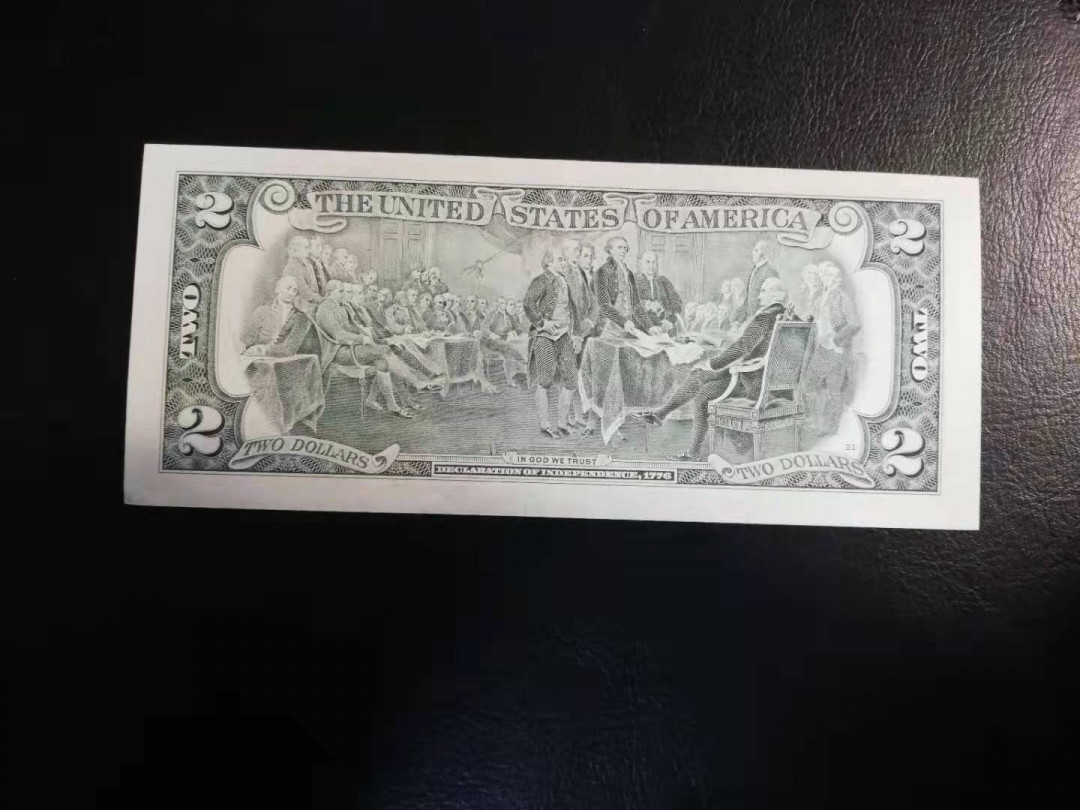 2
THE UNITED STATES OF AMERICA
2
TWO
TWO
2
TWO DOLLARS
IN GOD WE TRUST
DECLARATION OF INDEPENDENCE, 1776
TWO DOLLARS
2